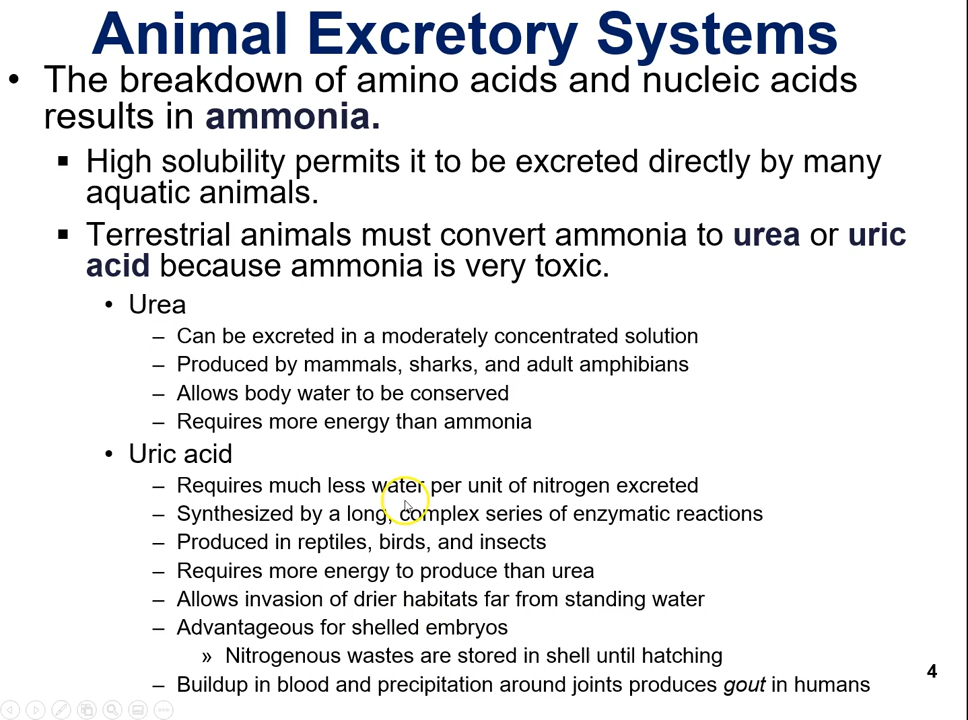 Animal Excretory Systems
• The breakdown of amino acids and nucleic acids
results in ammonia.
▪ High solubility permits it to be excreted directly by many
aquatic animals.
▪ Terrestrial animals must convert ammonia to urea or uric
acid because ammonia is very toxic.
• Urea
– Can be excreted in a moderately concentrated solution
– Produced by mammals, sharks, and adult amphibians
– Allows body water to be conserved
– Requires more energy than ammonia
• Uric acid
– Requires much less water per unit of nitrogen excreted
– Synthesized by a long, complex series of enzymatic reactions
– Produced in reptiles, birds, and insects
– Requires more energy to produce than urea
– Allows invasion of drier habitats far from standing water
– Advantageous for shelled embryos
» Nitrogenous wastes are stored in shell until hatching
– Buildup in blood and precipitation around joints produces gout in humans
4